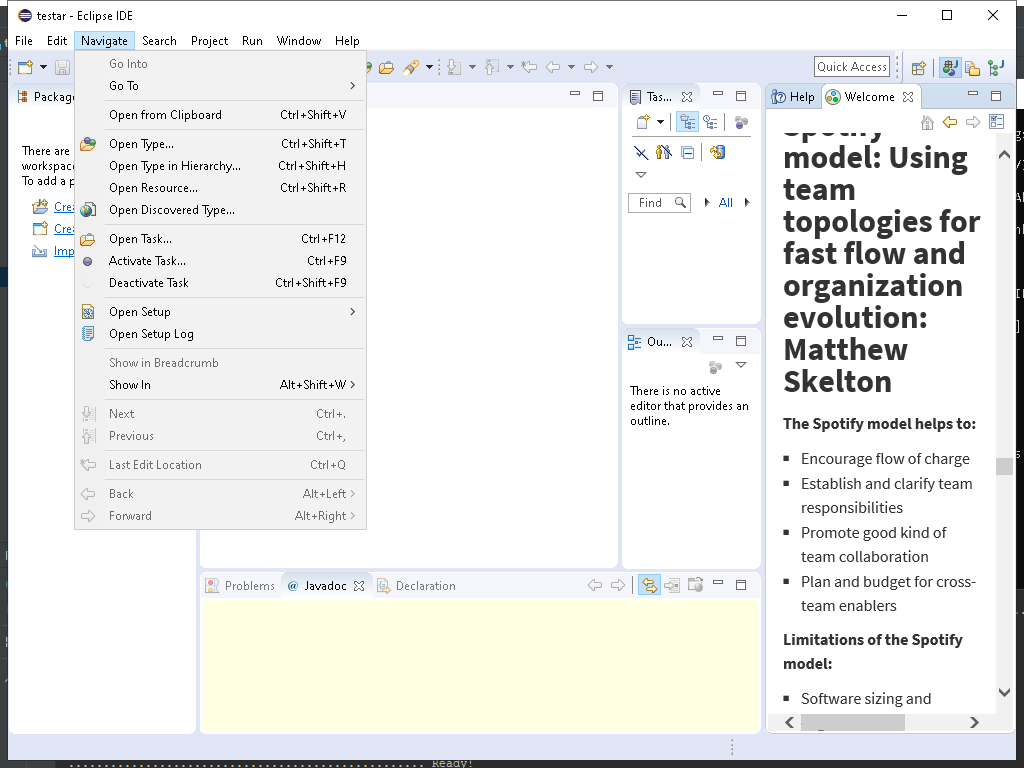 testar - Eclipse IDE
File Edit Navigate Search Project Run Window Help
Quick Access
Go Into
Go To
Open from Clipboard Ctrl+Shift+V
Open Type... Ctrl+Shift+T
Open Type in Hierarchy... Ctrl+Shift+H
Open Resource... Ctrl+Shift+R
Open Discovered Type...
Open Task... Ctrl+F12
Activate Task... Ctrl+F9
Deactivate Task Ctrl+Shift+F9
Open Setup
Open Setup Log
Show in Breadcrumb
Show In Alt+Shift+W
Next Ctrl+.
Previous Ctrl+,
Last Edit Location Ctrl+Q
Back Alt+Left
Forward Alt+Right
Packag
There are
workspac
To add a p
Crea
Crea
Imp
Tas...
Find
All
Ou...
There is no active
editor that provides an
outline.
Problems @ Javadoc Declaration
Help Welcome
Spotify
model: Using
team
topologies for
fast flow and
organization
evolution:
Matthew
Skelton
The Spotify model helps to:
Encourage flow of charge
Establish and clarify team
responsibilities
Promote good kind of
team collaboration
Plan and budget for cross-
team enablers
Limitations of the Spotify
model:
Software sizing and
Ready!